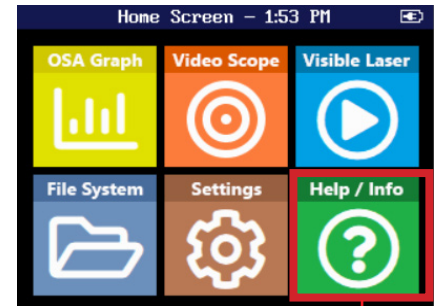 Home Screen – 1:53 PM
OSA Graph Video Scope Visible Laser
File System Settings Help / Info
?